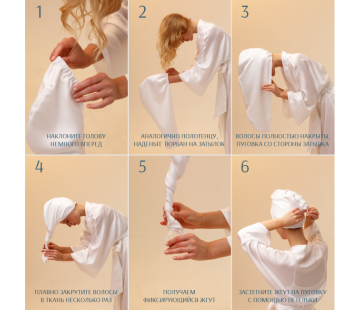 1
НАКЛОНИТЕ ГОЛОВУ
НЕМНОГО ВПЕРЕД
2
АНАЛОГИЧНО ПОЛОТЕНЦУ,
НАДЕНЬТЕ ТЮРБАН НА ЗАТЫЛОК
3
ВОЛОСЫ ПОЛНОСТЬЮ НАКРЫТЫ,
ПУГОВКА СО СТОРОНЫ ЗАТЫЛКА
4
ПЛАВНО ЗАКРУТИТЕ ВОЛОСЫ
В ТКАНЬ НЕСКОЛЬКО РАЗ
5
ПОЛУЧАЕМ
ФИКСИРУЮЩИЙСЯ ЖГУТ
6
ЗАСТЕГНИТЕ ЖГУТ НА ПУГОВКУ
С ПОМОЩЬЮ ПЕТЕЛЬКИ